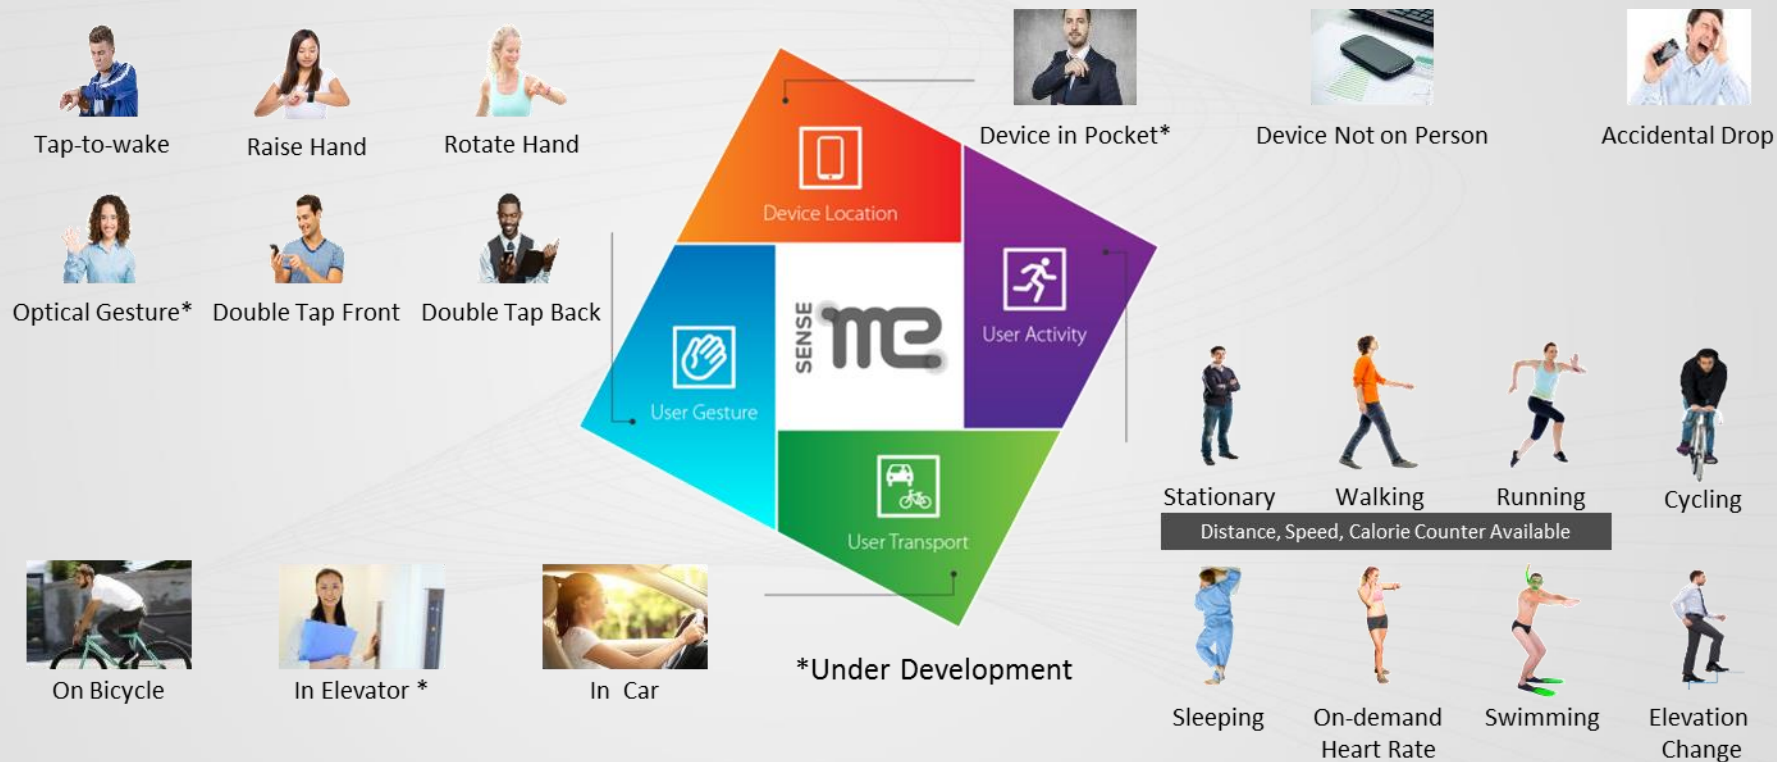 Tap-to-wake
Raise Hand
Rotate Hand
Optical Gesture*
Double Tap Front
Double Tap Back
Device in Pocket*
Device Not on Person
Accidental Drop
Device Location
User Activity
SENSE
me
User Gesture
User Transport
Stationary
Walking
Running
Cycling
Distance, Speed, Calorie Counter Available
On Bicycle
In Elevator *
In Car
*Under Development
Sleeping
On-demand
Heart Rate
Swimming
Elevation
Change